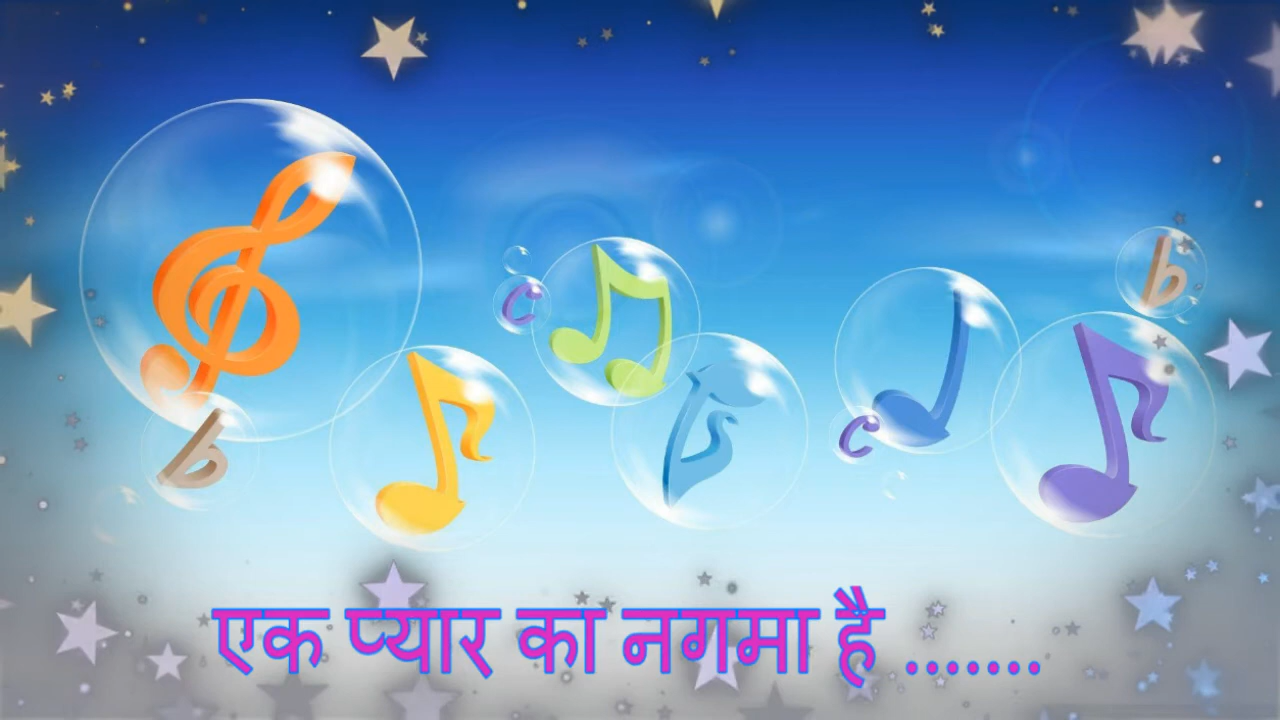 एक प्यार का नगमा है .......